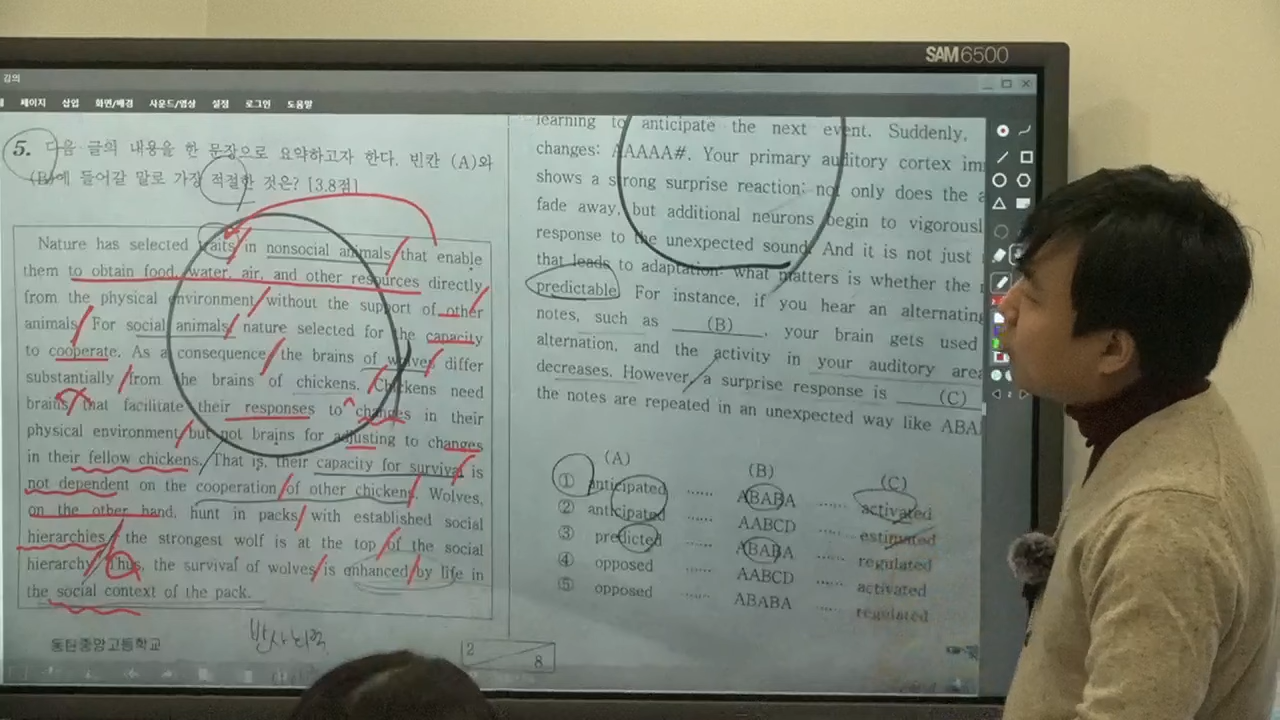 SAM6500
강의
페이지 삽입 화면/배경 사운드/영상 설정 로그인 도움말
5. 다음 글의 내용을 한 문장으로 요약하고자 한다. 빈칸 (A)와
(B)에 들어갈 말로 가장 적절한 것은? [3.8점]
Nature has selected traits in nonsocial animals that enable
them to obtain food, water, air, and other resources directly
from the physical environment without the support of other
animals. For social animals, nature selected for the capacity
to cooperate. As a consequence, the brains of wolves differ
substantially from the brains of chickens. Chickens need
brains that facilitate their responses to changes in their
physical environment but not brains for adjusting to changes
in their fellow chickens. That is, their capacity for survival is
not dependent on the cooperation of other chickens. Wolves,
on the other hand, hunt in packs with established social
hierarchies; the strongest wolf is at the top of the social
hierarchy. Thus, the survival of wolves is enhanced by life in
the social context of the pack.
동탄중앙고등학교
반사
2
8
learning to anticipate the next event. Suddenly,
changes: AAAAA#. Your primary auditory cortex im
shows a strong surprise reaction: not only does the a
fade away, but additional neurons begin to vigorousl
response to the unexpected sound. And it is not just
that leads to adaptation: what matters is whether the
predictable. For instance, if you hear an alternating
notes, such as (B), your brain gets used
alternation, and the activity in your auditory area
decreases. However, a surprise response is (C)
the notes are repeated in an unexpected way like ABA
(A) (B) (C)
① anticipated …… ABABA …… activated
② anticipated …… AABCD …… estimated
③ predicted …… ABABA …… regulated
④ opposed …… AABCD …… activated
⑤ opposed …… ABABA …… regulated